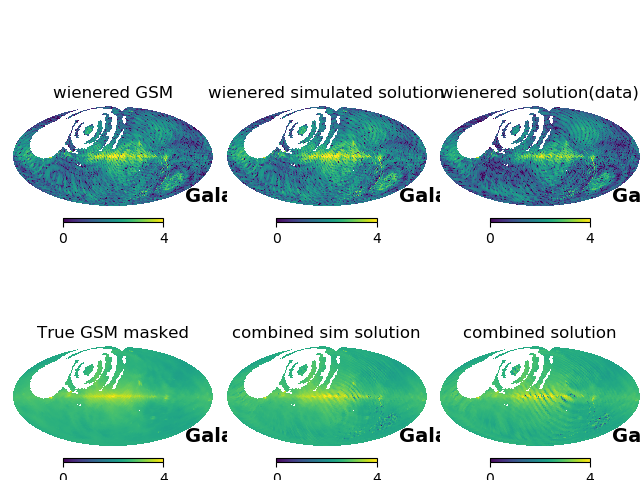 wienered GSM
wienered simulated solution
wienered solution(data)
Gala
Gala
Ga
0 4
0 4
0 4
True GSM masked
combined sim solution
combined solution
Gala
Gala
Ga
0 4
0 4
0 4